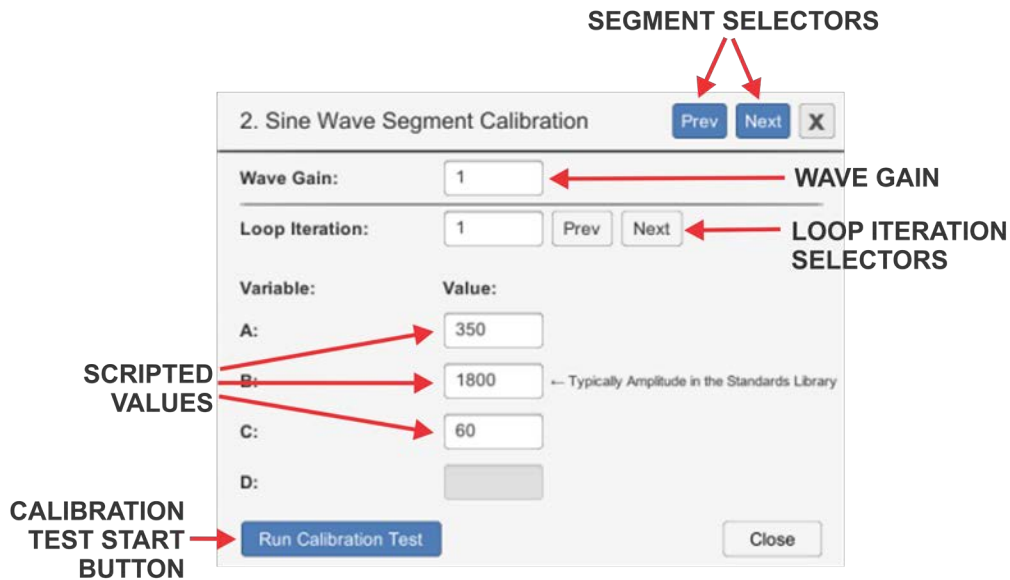 SEGMENT SELECTORS
2. Sine Wave Segment Calibration
Prev
Next
X
Wave Gain:
1
WAVE GAIN
Loop Iteration:
1
Prev
Next
LOOP ITERATION
SELECTORS
Variable:
Value:
A:
350
SCRIPTED
VALUES
B:
1800
← Typically Amplitude in the Standards Library
C:
60
D:
CALIBRATION
TEST START
BUTTON
Run Calibration Test
Close